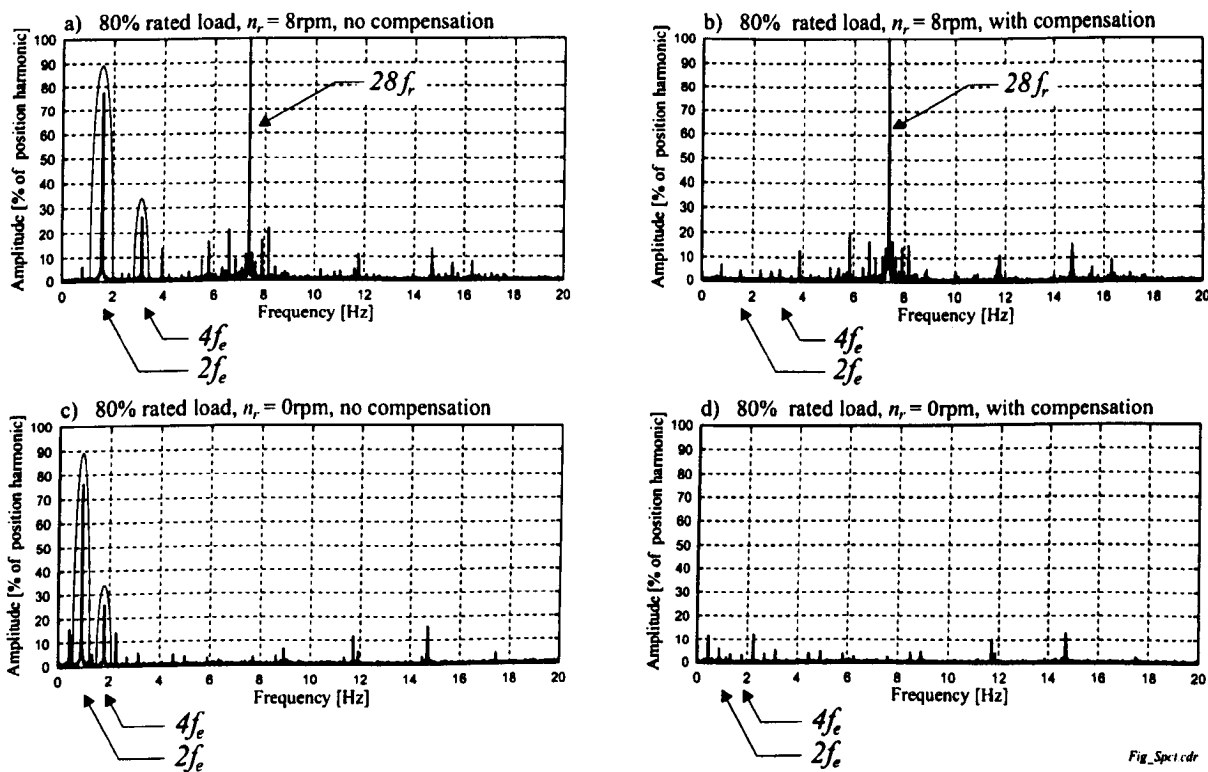 a) 80% rated load, n_r = 8rpm, no compensation
Amplitude [% of position harmonic]
100
90
80
70
60
50
40
30
20
10
0
0 2 4 6 8 10 12 14 16 18 20
Frequency [Hz]
28f_r
4f_e
2f_e
b) 80% rated load, n_r = 8rpm, with compensation
Amplitude [% of position harmonic]
100
90
80
70
60
50
40
30
20
10
0
0 2 4 6 8 10 12 14 16 18 20
Frequency [Hz]
28f_r
4f_e
2f_e
c) 80% rated load, n_r = 0rpm, no compensation
Amplitude [% of position harmonic]
100
90
80
70
60
50
40
30
20
10
0
0 2 4 6 8 10 12 14 16 18 20
Frequency [Hz]
4f_e
2f_e
d) 80% rated load, n_r = 0rpm, with compensation
Amplitude [% of position harmonic]
100
90
80
70
60
50
40
30
20
10
0
0 2 4 6 8 10 12 14 16 18 20
Frequency [Hz]
4f_e
2f_e